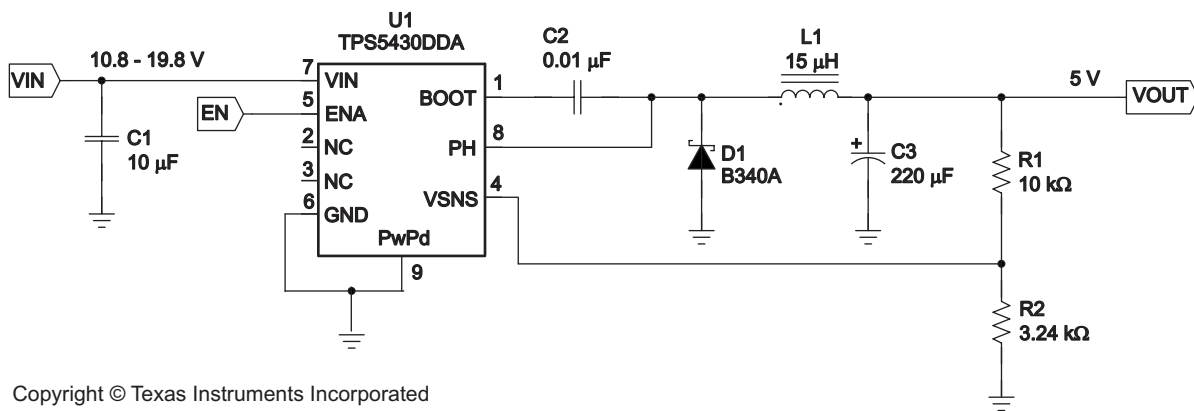 U1
TPS5430DDA
C2
0.01 μF
L1
15 μH
VIN
10.8 - 19.8 V
7
VIN
EN
5
ENA
2
NC
3
NC
6
GND
PwPd
9
BOOT
1
PH
8
VSNS
4
C1
10 μF
D1
B340A
C3
220 μF
+
5 V
VOUT
R1
10 kΩ
R2
3.24 kΩ
Copyright © Texas Instruments Incorporated